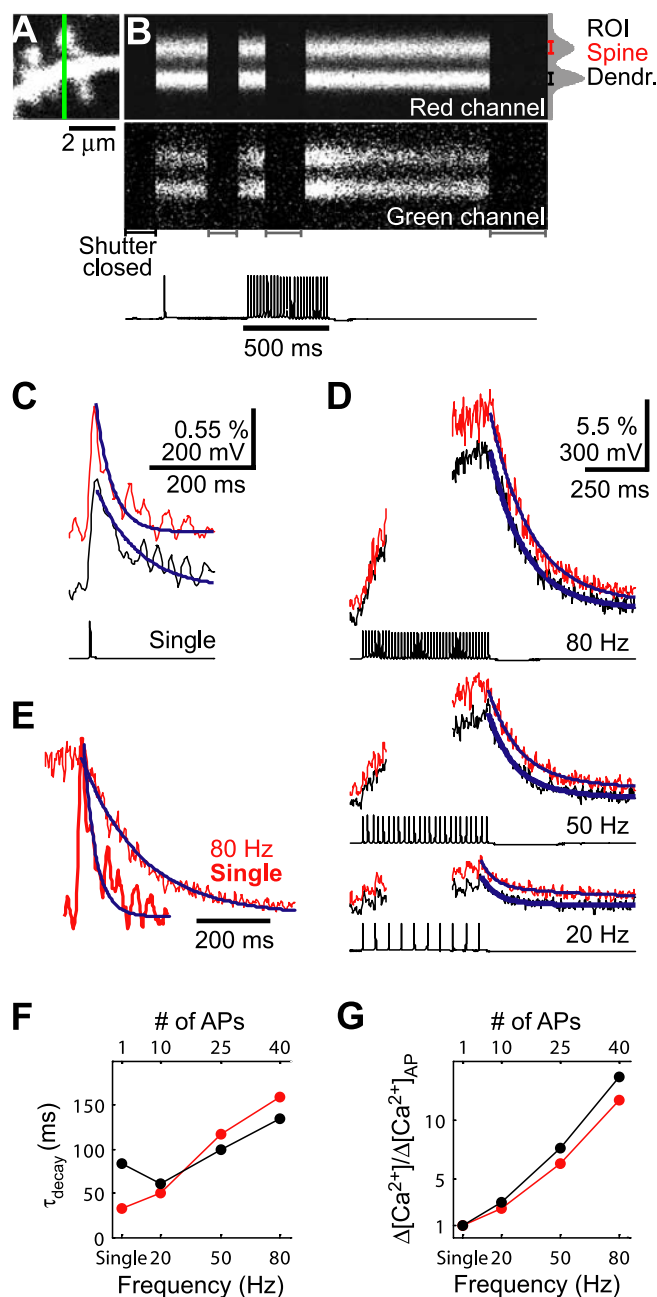 A
B
ROI
Spine
Dendr.
Red channel
2 μm
Green channel
Shutter
closed
500 ms
C
0.55 %
200 mV
200 ms
Single
D
5.5 %
300 mV
250 ms
80 Hz
E
80 Hz
Single
200 ms
50 Hz
20 Hz
F
# of APs
1 10 25 40
150
100
50
0
τdecay (ms)
Single 20 50 80
Frequency (Hz)
G
# of APs
1 10 25 40
10
5
1
Δ[Ca²⁺]/Δ[Ca²⁺]AP
Single 20 50 80
Frequency (Hz)